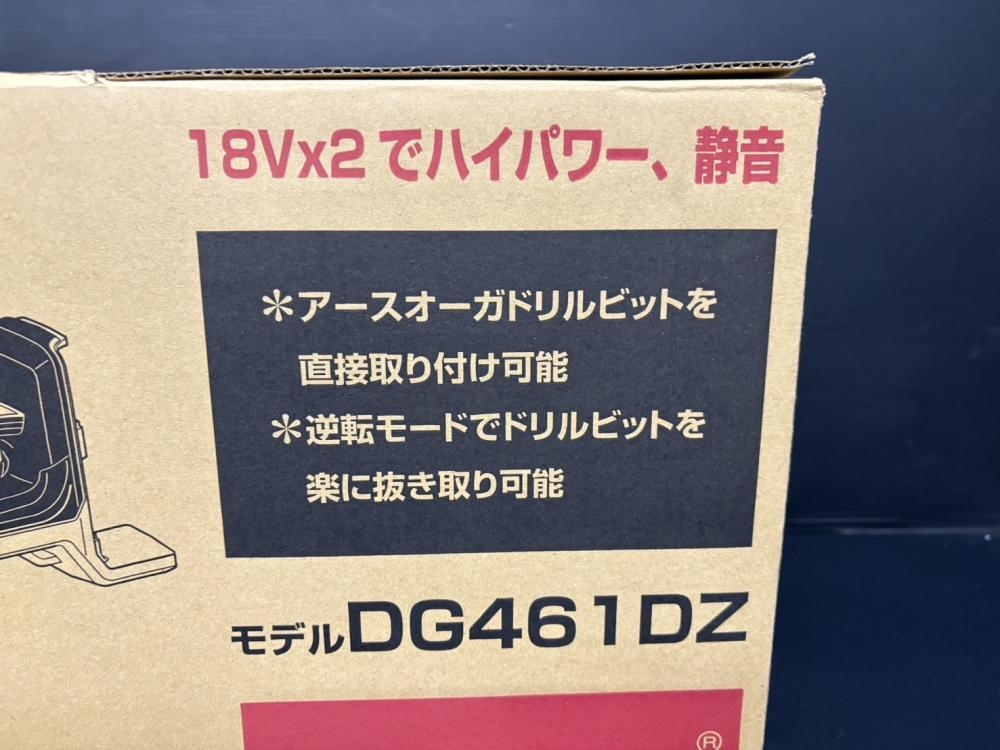 18Vx2でハイパワー、静音
＊アースオーガドリルビットを
直接取り付け可能
＊逆転モードでドリルビットを
楽に抜き取り可能
モデルDG461DZ
®